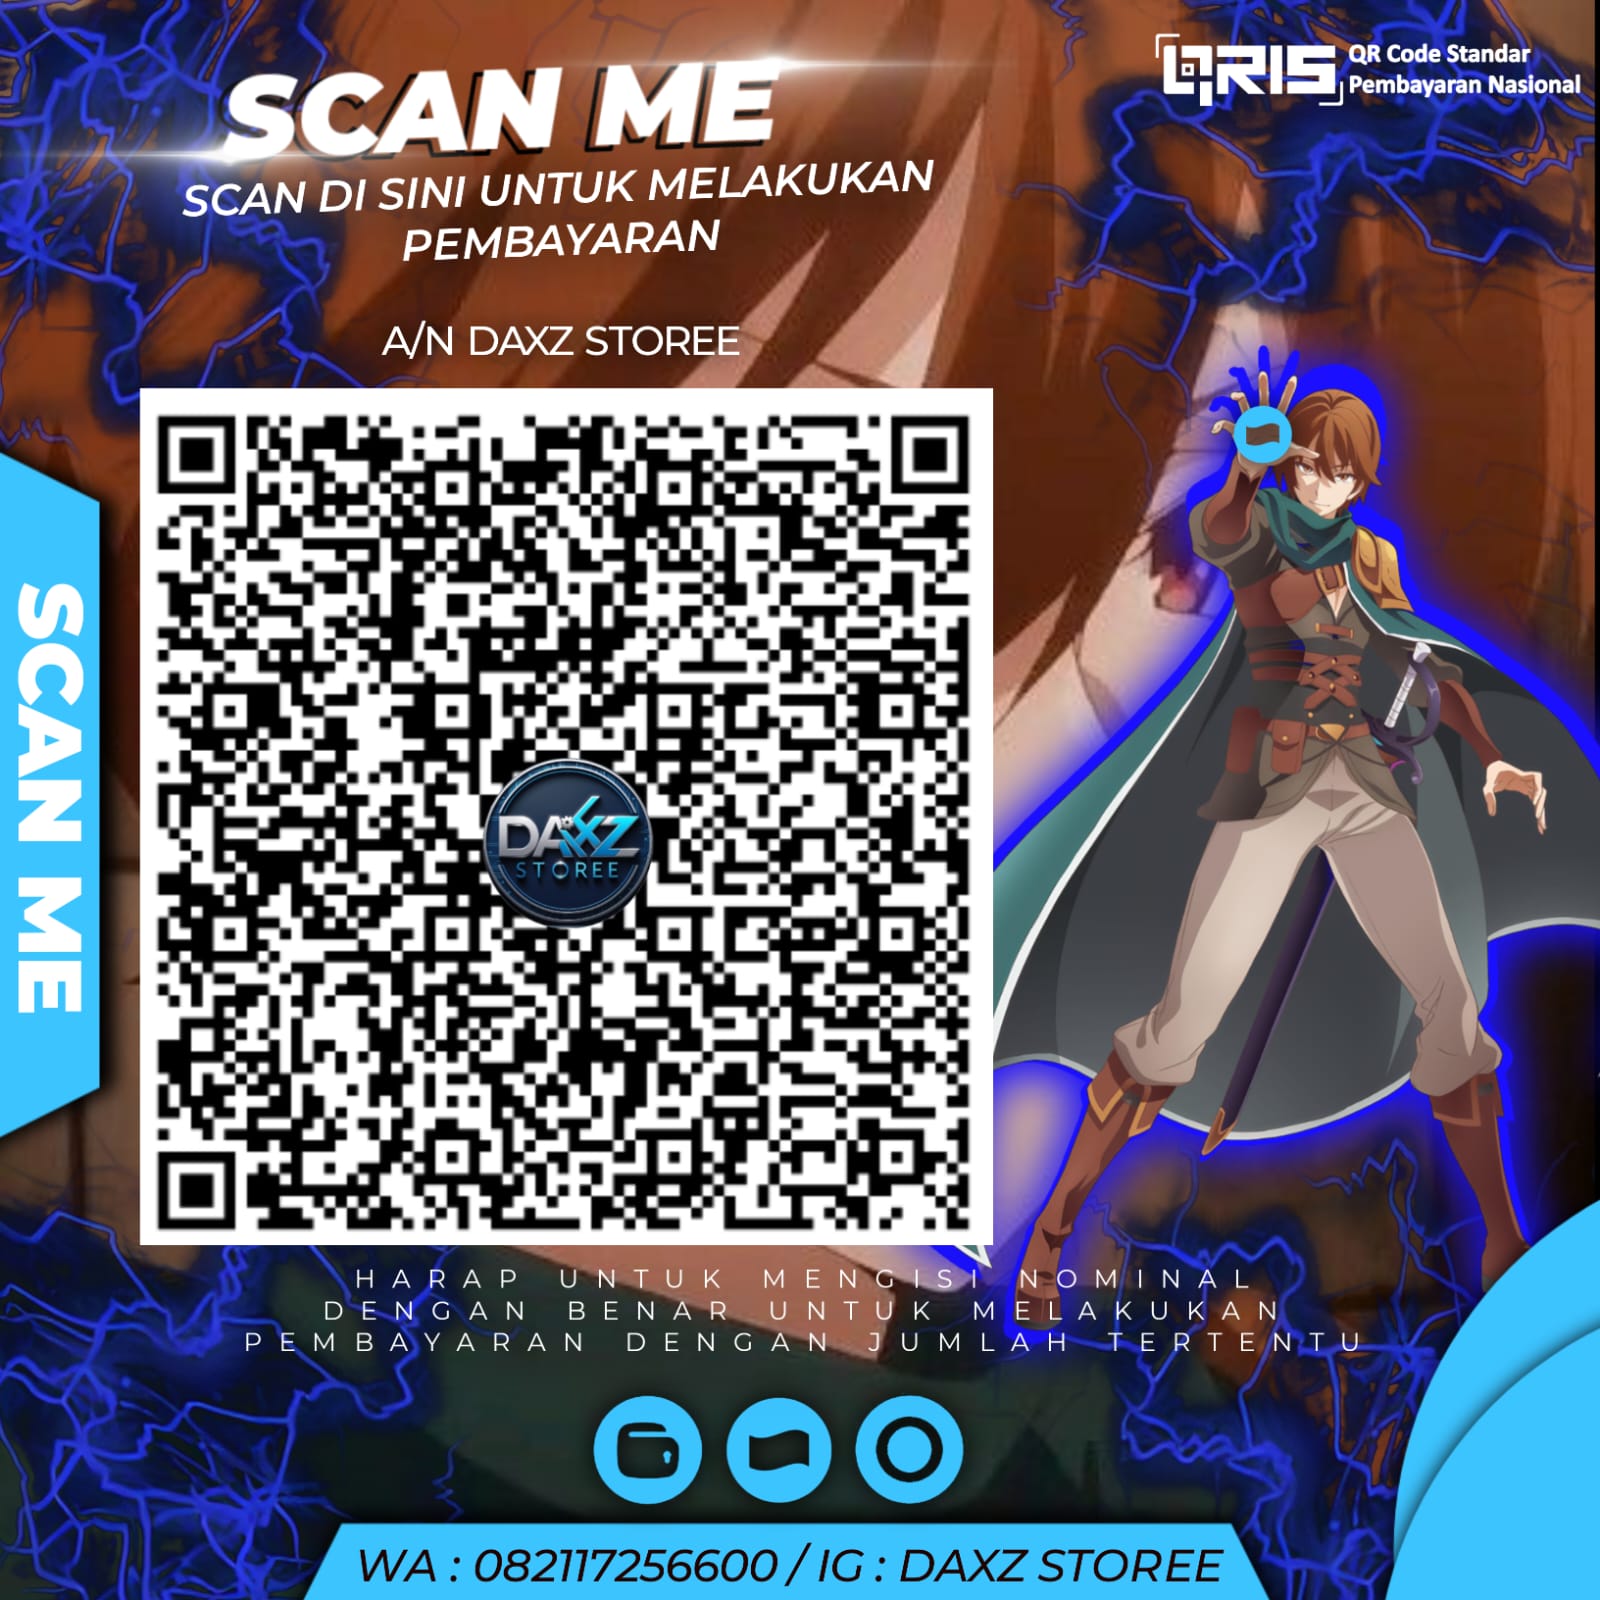 SCAN ME
QRIS
QR Code Standar
Pembayaran Nasional
SCAN DI SINI UNTUK MELAKUKAN
PEMBAYARAN
A/N DAXZ STOREE
SCAN ME
DAXZ
STOREE
HARAP UNTUK MENGISI NOMINAL
DENGAN BENAR UNTUK MELAKUKAN
PEMBAYARAN DENGAN JUMLAH TERTENTU
WA : 082117256600 / IG : DAXZ STOREE